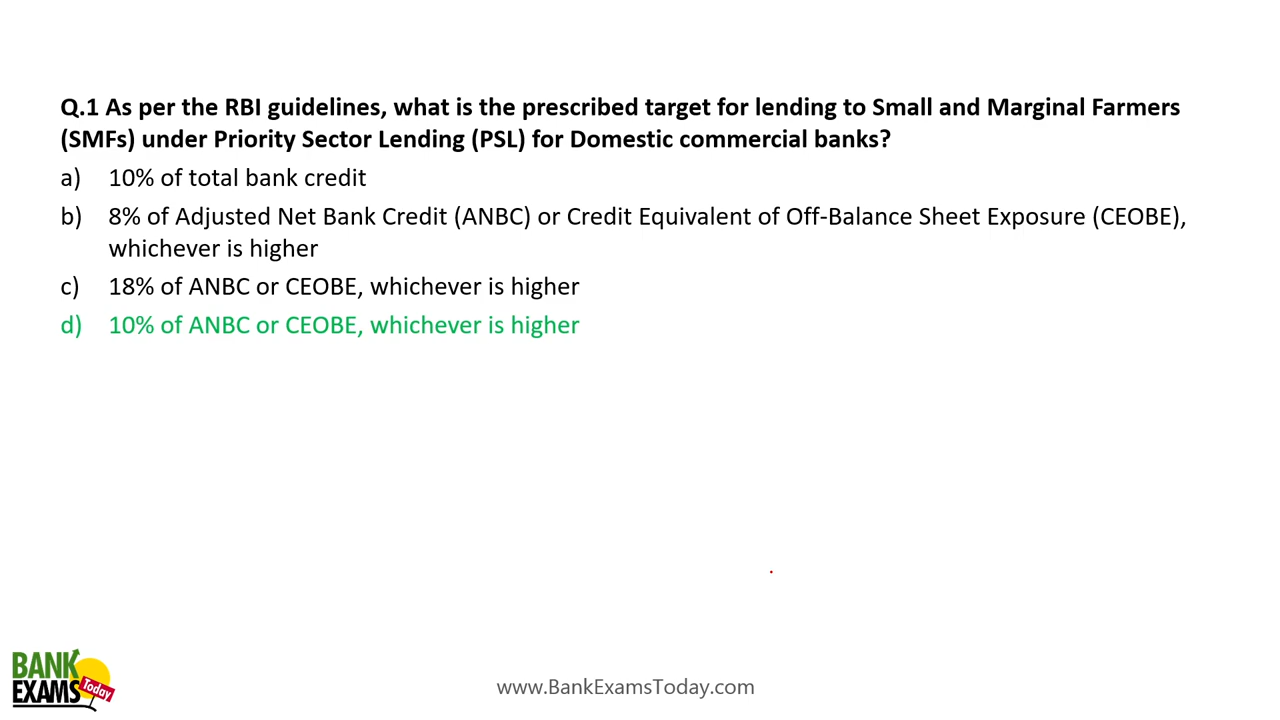 Q.1 As per the RBI guidelines, what is the prescribed target for lending to Small and Marginal Farmers
(SMFs) under Priority Sector Lending (PSL) for Domestic commercial banks?
a) 10% of total bank credit
b) 8% of Adjusted Net Bank Credit (ANBC) or Credit Equivalent of Off-Balance Sheet Exposure (CEOBE),
whichever is higher
c) 18% of ANBC or CEOBE, whichever is higher
d) 10% of ANBC or CEOBE, whichever is higher
BANK
EXAMS Today
www.BankExamsToday.com